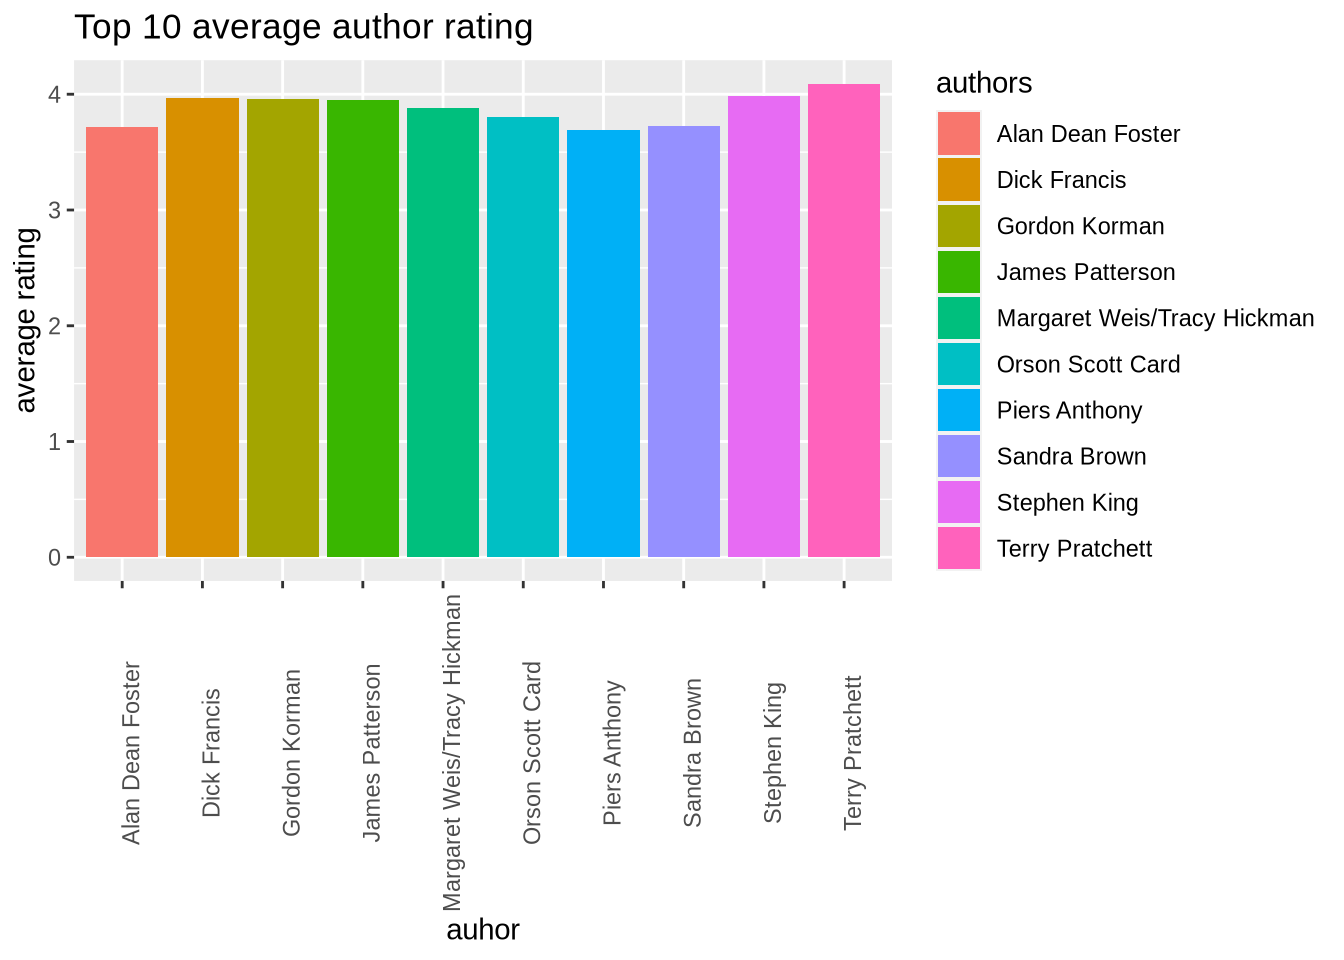 Top 10 average author rating
average rating
4
3
2
1
0
Alan Dean Foster
Dick Francis
Gordon Korman
James Patterson
Margaret Weis/Tracy Hickman
Orson Scott Card
Piers Anthony
Sandra Brown
Stephen King
Terry Pratchett
auhor
authors
Alan Dean Foster
Dick Francis
Gordon Korman
James Patterson
Margaret Weis/Tracy Hickman
Orson Scott Card
Piers Anthony
Sandra Brown
Stephen King
Terry Pratchett